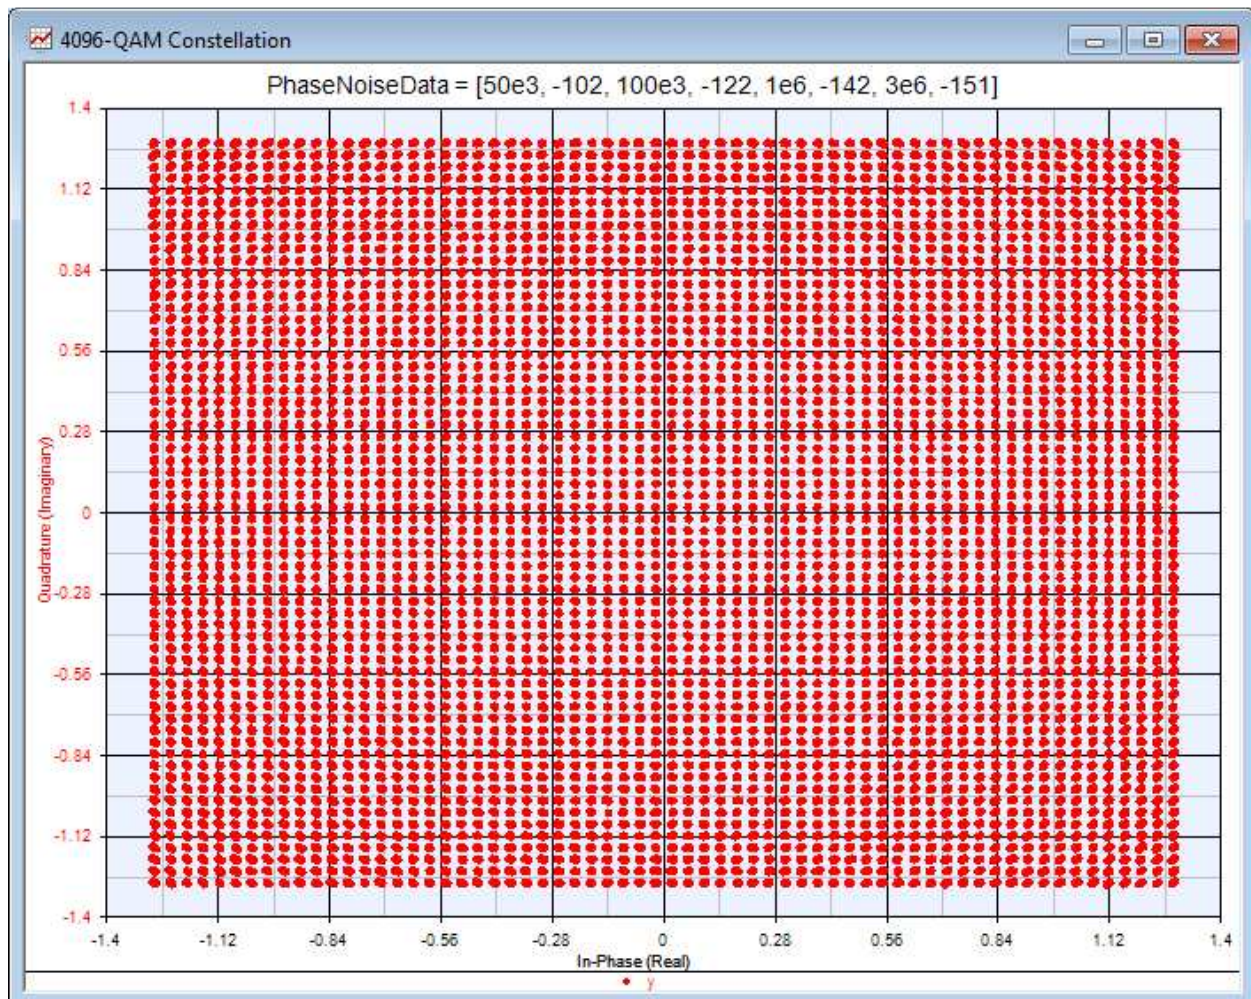 4096-QAM Constellation
PhaseNoiseData = [50e3, -102, 100e3, -122, 1e6, -142, 3e6, -151]
1.4
1.12
0.84
0.56
0.28
0
-0.28
-0.56
-0.84
-1.12
-1.4
Quadrature (Imaginary)
-1.4 -1.12 -0.84 -0.56 -0.28 0 0.28 0.56 0.84 1.12 1.4
In-Phase (Real)
y